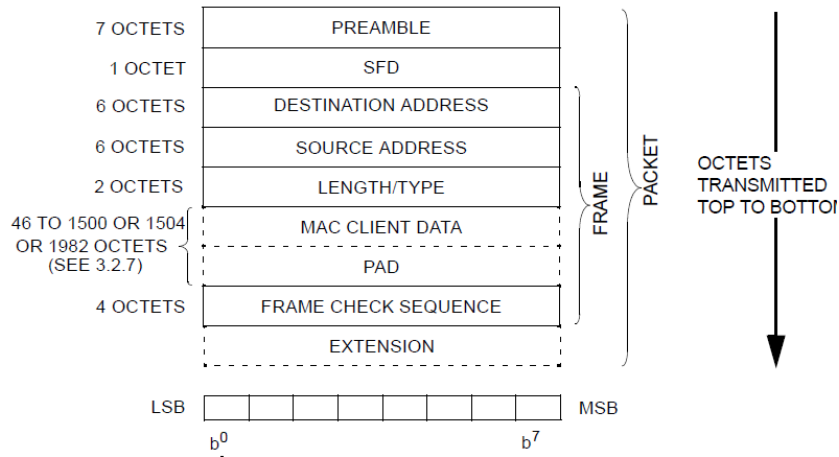 7 OCTETS PREAMBLE
1 OCTET SFD
6 OCTETS DESTINATION ADDRESS
6 OCTETS SOURCE ADDRESS
2 OCTETS LENGTH/TYPE
46 TO 1500 OR 1504
OR 1982 OCTETS
(SEE 3.2.7)
MAC CLIENT DATA
PAD
4 OCTETS FRAME CHECK SEQUENCE
EXTENSION
FRAME
PACKET
OCTETS
TRANSMITTED
TOP TO BOTTOM
LSB MSB
b0 b7